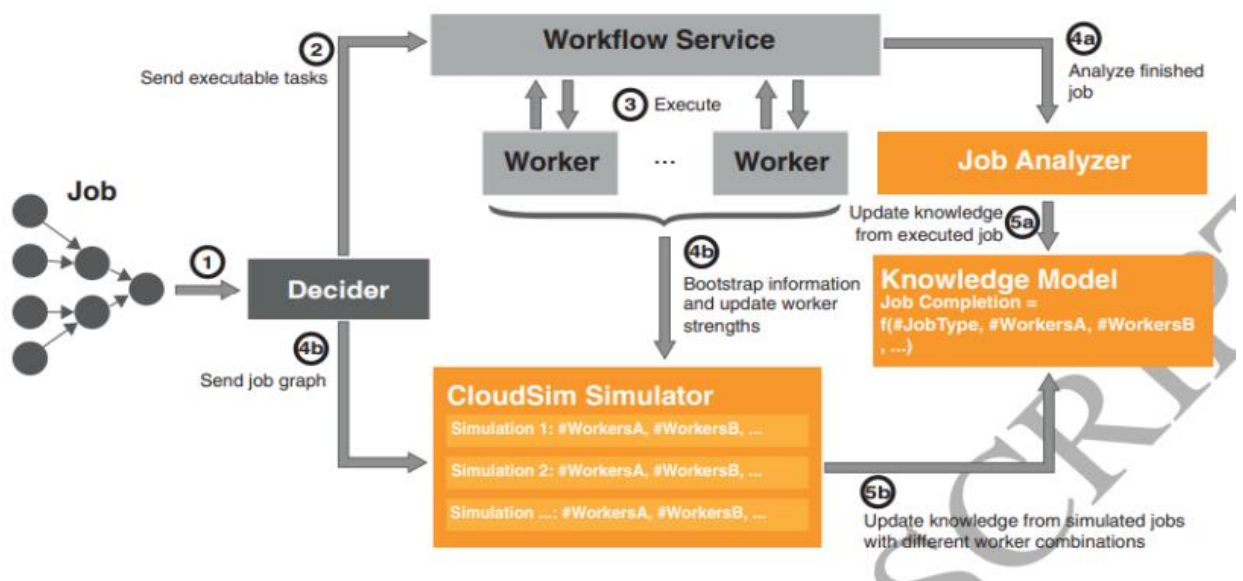 2
Send executable tasks
Workflow Service
4a
Analyze finished
job
3 Execute
Worker
...
Worker
Job Analyzer
Job
1
Decider
4b
Send job graph
4b
Bootstrap information
and update worker
strengths
Update knowledge
from executed job
5a
Knowledge Model
Job Completion =
f(#JobType, #WorkersA, #WorkersB
, ...)
CloudSim Simulator
Simulation 1: #WorkersA, #WorkersB, ...
Simulation 2: #WorkersA, #WorkersB, ...
Simulation ...: #WorkersA, #WorkersB, ...
5b
Update knowledge from simulated jobs
with different worker combinations
SCRIPT